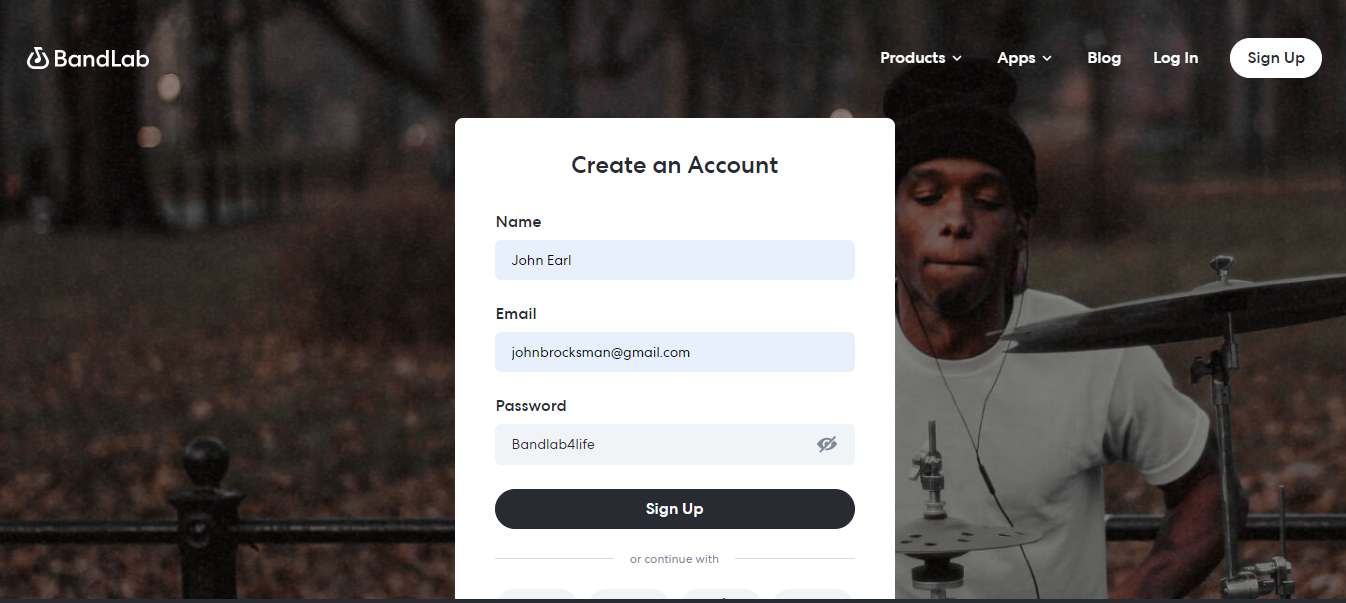 BandLab
Products Apps Blog Log In Sign Up
Create an Account
Name
John Earl
Email
johnbrocksman@gmail.com
Password
Bandlab4life
Sign Up
or continue with